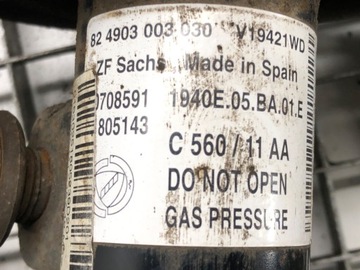 82 4903 003 030 V19421WD
ZF Sachs Made in Spain
0708591 1940E.05.BA.01.E
805143
C 560 / 11 AA
DO NOT OPEN
GAS PRESSURE